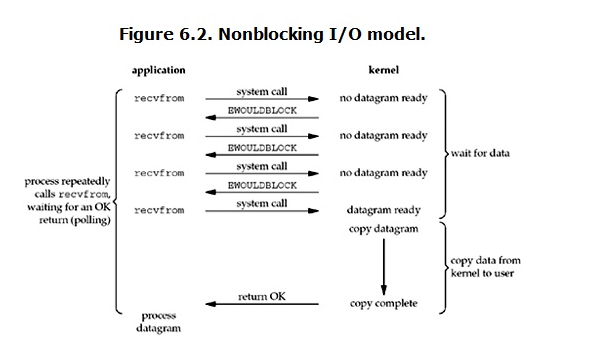 Figure 6.2. Nonblocking I/O model.
application
kernel
recvfrom
system call
no datagram ready
EWOULDBLOCK
recvfrom
system call
no datagram ready
EWOULDBLOCK
recvfrom
system call
no datagram ready
EWOULDBLOCK
recvfrom
system call
datagram ready
process repeatedly
calls recvfrom,
waiting for an OK
return (polling)
wait for data
copy datagram
copy data from
kernel to user
return OK
copy complete
process
datagram